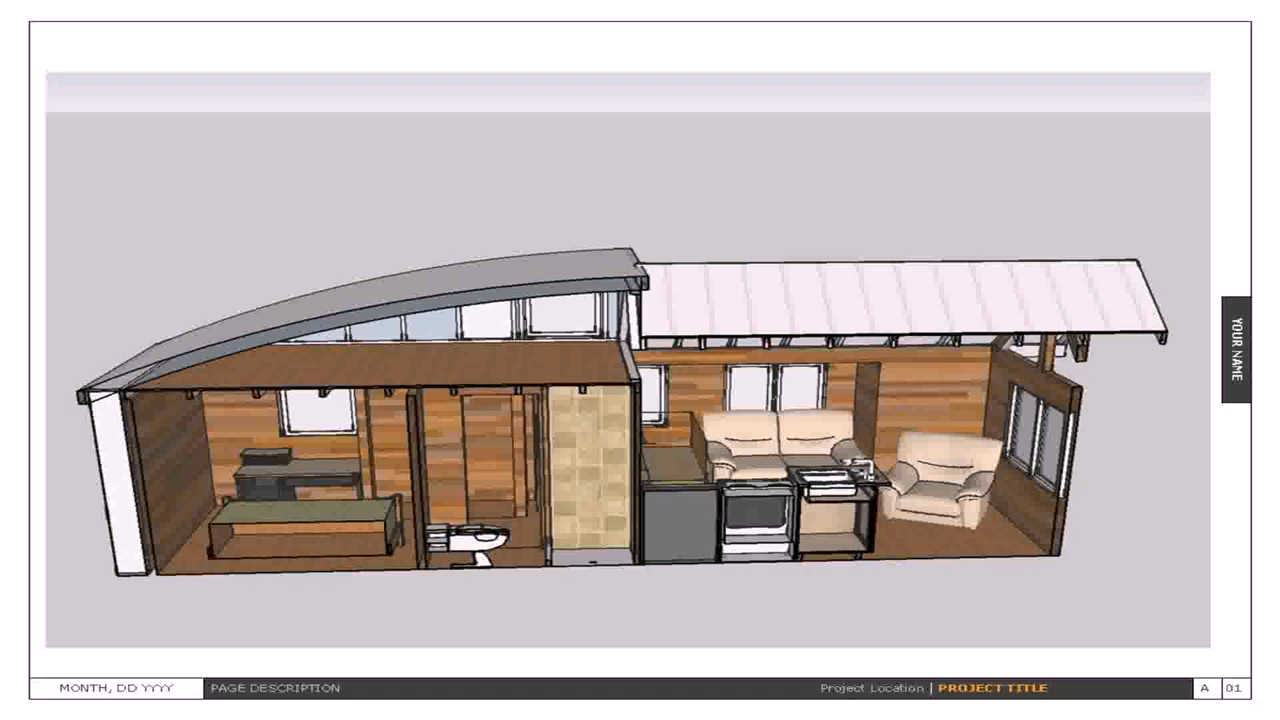 YOUR NAME
MONTH, DD YYYY
PAGE DESCRIPTION
Project Location | PROJECT TITLE
A 01